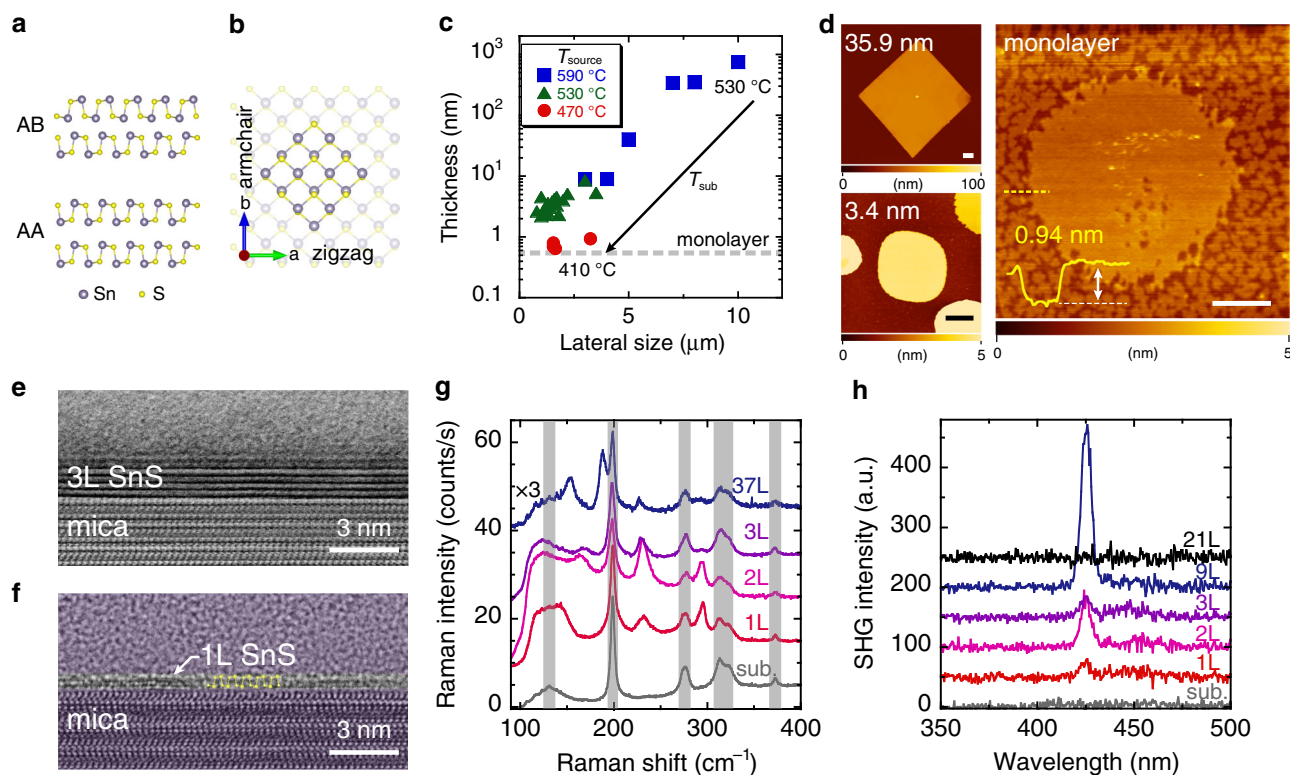 a
AB
AA
Sn
S
b
armchair
b
a
zigzag
c
Thickness (nm)
10³
10²
10¹
1
0.1
T_source
590 °C
530 °C
470 °C
530 °C
T_sub
monolayer
410 °C
0
5
10
Lateral size (μm)
d
35.9 nm
0 (nm) 100
3.4 nm
0 (nm) 5
monolayer
0.94 nm
0 (nm) 5
e
3L SnS
mica
3 nm
f
1L SnS
mica
3 nm
g
Raman intensity (counts/s)
60
45
30
15
0
×3
37L
3L
2L
1L
sub.
100 200 300 400
Raman shift (cm⁻¹)
h
SHG intensity (a.u.)
400
300
200
100
0
21L
9L
3L
2L
1L
sub.
350 400 450 500
Wavelength (nm)